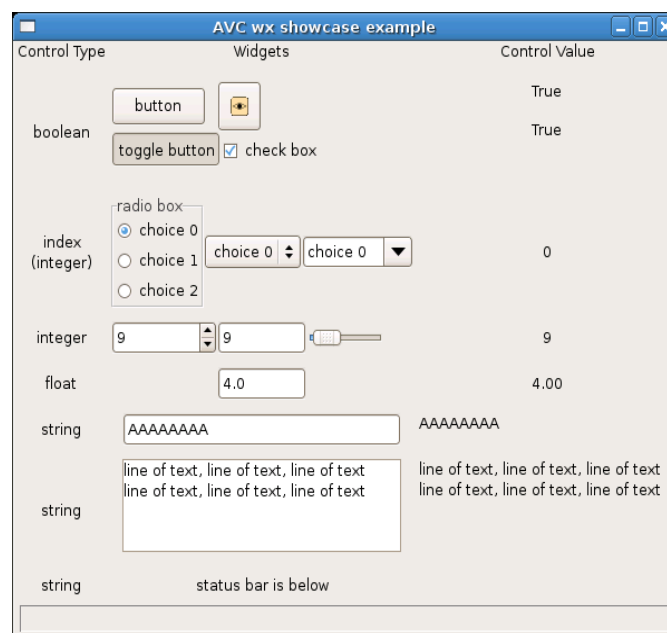 AVC wx showcase example
Control Type Widgets Control Value
button True
boolean True
toggle button check box
radio box
choice 0
index (integer) choice 1 choice 0 choice 0 0
choice 2
integer 9 9 9
float 4.0 4.00
string AAAAAAAA AAAAAAAA
line of text, line of text, line of text line of text, line of text, line of text
line of text, line of text, line of text line of text, line of text, line of text
string
string status bar is below